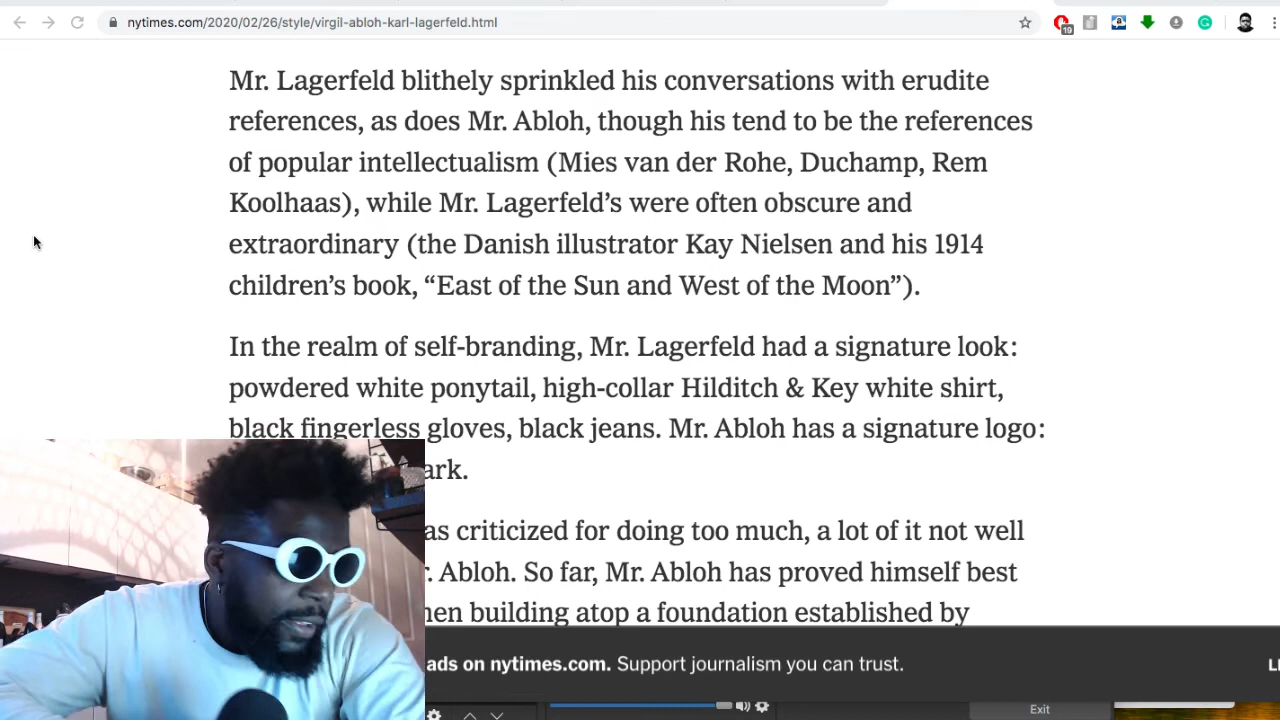 nytimes.com/2020/02/26/style/virgil-abloh-karl-lagerfeld.html
19
Mr. Lagerfeld blithely sprinkled his conversations with erudite
references, as does Mr. Abloh, though his tend to be the references
of popular intellectualism (Mies van der Rohe, Duchamp, Rem
Koolhaas), while Mr. Lagerfeld’s were often obscure and
extraordinary (the Danish illustrator Kay Nielsen and his 1914
children’s book, “East of the Sun and West of the Moon”).
In the realm of self-branding, Mr. Lagerfeld had a signature look:
powdered white ponytail, high-collar Hilditch & Key white shirt,
black fingerless gloves, black jeans. Mr. Abloh has a signature logo:
ark.
as criticized for doing too much, a lot of it not well
r. Abloh. So far, Mr. Abloh has proved himself best
hen building atop a foundation established by
ads on nytimes.com. Support journalism you can trust.
Exit